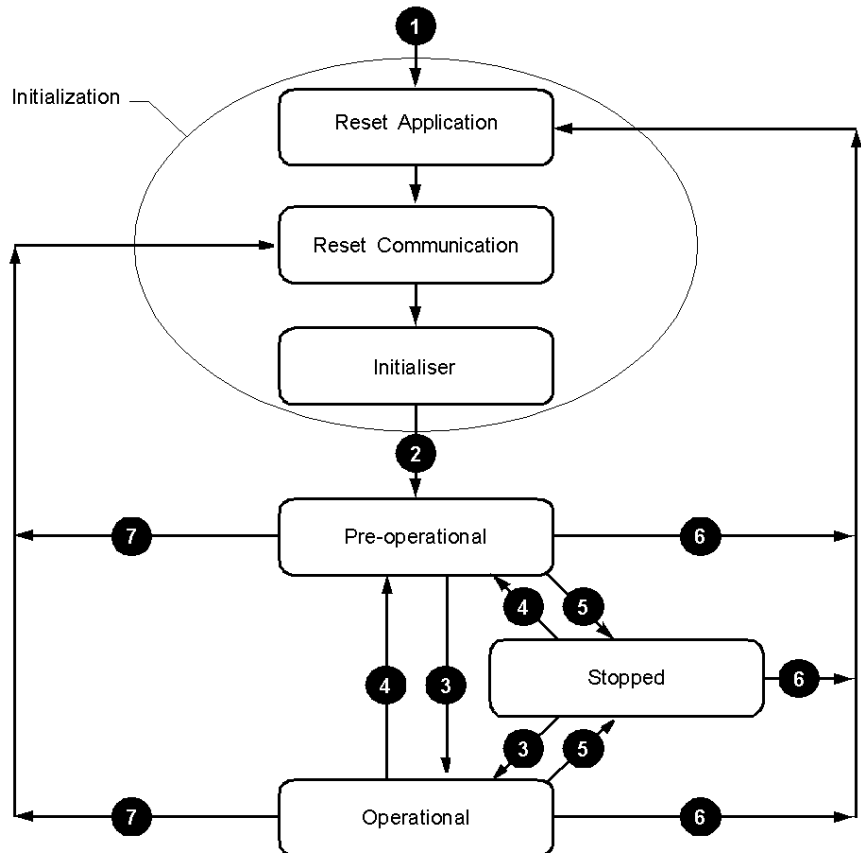 1
Initialization
Reset Application
Reset Communication
Initialiser
2
Pre-operational
7
6
4
5
Stopped
4
3
6
3
5
Operational
7
6